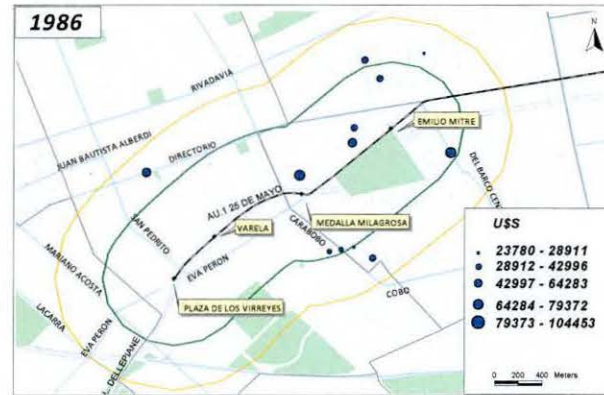 1986
N
RIVADAVIA
JUAN BAUTISTA ALBERDI
DIRECTORIO
EMILIO MITRE
AU.1 25 DE MAYO
SAN PEDRITO
MEDALLA MILAGROSA
CARABOBO
VARELA
EVA PERON
MARIANO ACOSTA
PLAZA DE LOS VIRREYES
COBO
LACARRA
EVA PERON
DELLEPIANE
DEL BARCO
U$S
23780 - 28911
28912 - 42996
42997 - 64283
64284 - 79372
79373 - 104453
0 200 400 Meters